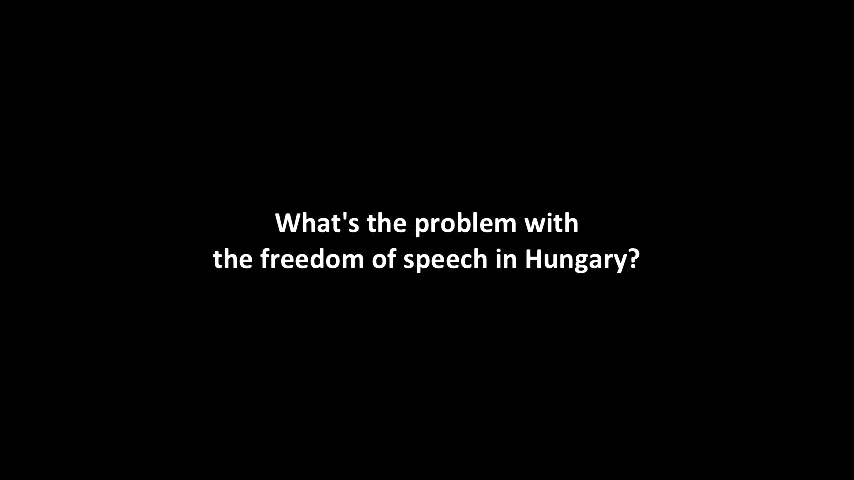 What's the problem with
the freedom of speech in Hungary?